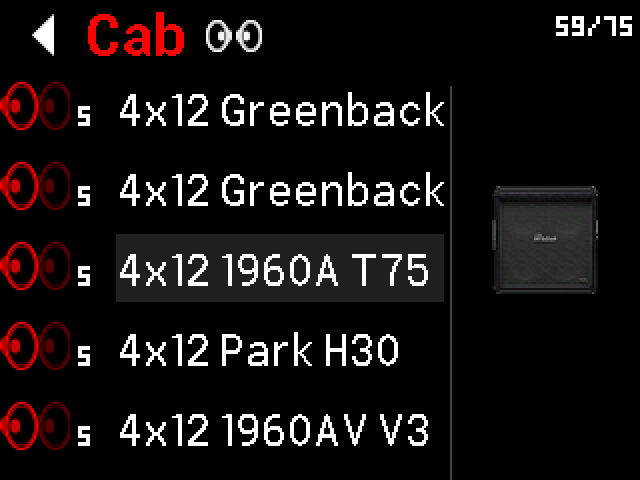 Cab
59/75
S 4x12 Greenback
S 4x12 Greenback
S 4x12 1960A T75
S 4x12 Park H30
S 4x12 1960AV V3